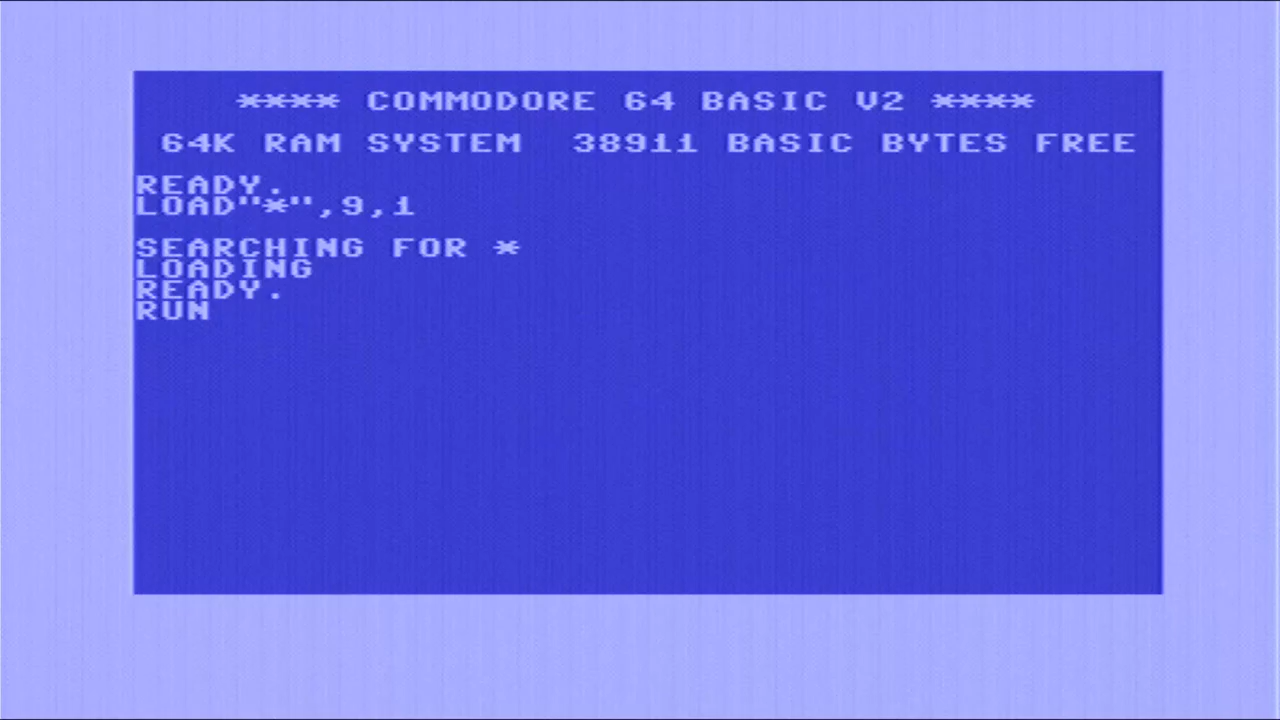 **** COMMODORE 64 BASIC V2 ****
64K RAM SYSTEM  38911 BASIC BYTES FREE
READY.
LOAD"*",9,1
SEARCHING FOR *
LOADING
READY.
RUN